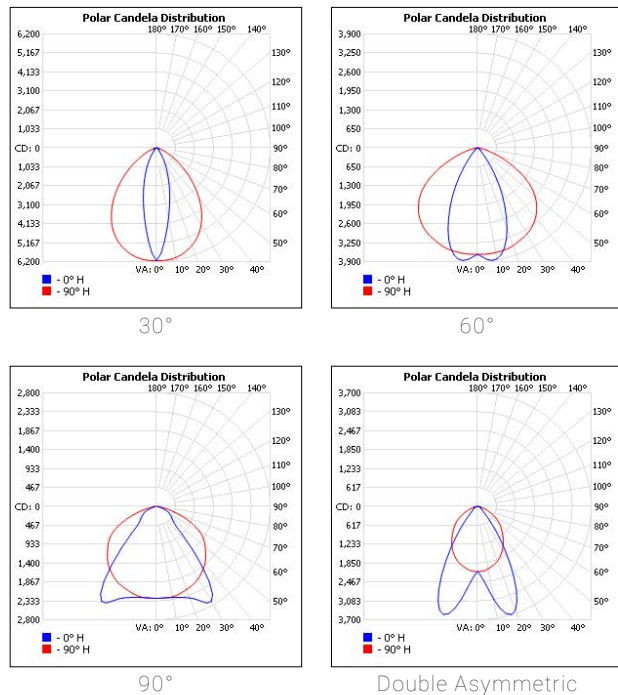 Polar Candela Distribution
6,200 180° 170° 160° 150° 140°
5,167 130°
4,133 120°
3,100
2,067 110°
1,033 100°
CD: 0 90°
1,033 80°
2,067 70°
3,100 60°
4,133
5,167 50°
6,200 VA: 0° 10° 20° 30° 40°
- 0° H
- 90° H
30°
Polar Candela Distribution
3,900 180° 170° 160° 150° 140°
3,250 130°
2,600 120°
1,950
1,300 110°
650 100°
CD: 0 90°
650 80°
1,300 70°
1,950 60°
2,600
3,250 50°
3,900 VA: 0° 10° 20° 30° 40°
- 0° H
- 90° H
60°
Polar Candela Distribution
2,800 180° 170° 160° 150° 140°
2,333 130°
1,867 120°
1,400
933 110°
467 100°
CD: 0 90°
467 80°
933 70°
1,400 60°
1,867
2,333 50°
2,800 VA: 0° 10° 20° 30° 40°
- 0° H
- 90° H
90°
Polar Candela Distribution
3,700 180° 170° 160° 150° 140°
3,083 130°
2,467 120°
1,850
1,233 110°
617 100°
CD: 0 90°
617 80°
1,233 70°
1,850 60°
2,467
3,083 50°
3,700 VA: 0° 10° 20° 30° 40°
- 0° H
- 90° H
Double Asymmetric